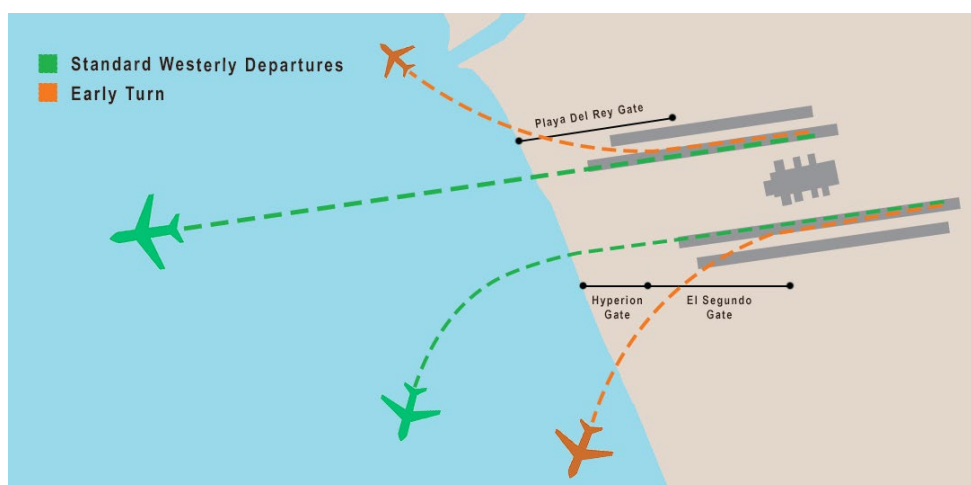 Standard Westerly Departures
Early Turn
Playa Del Rey Gate
Hyperion
Gate
El Segundo
Gate